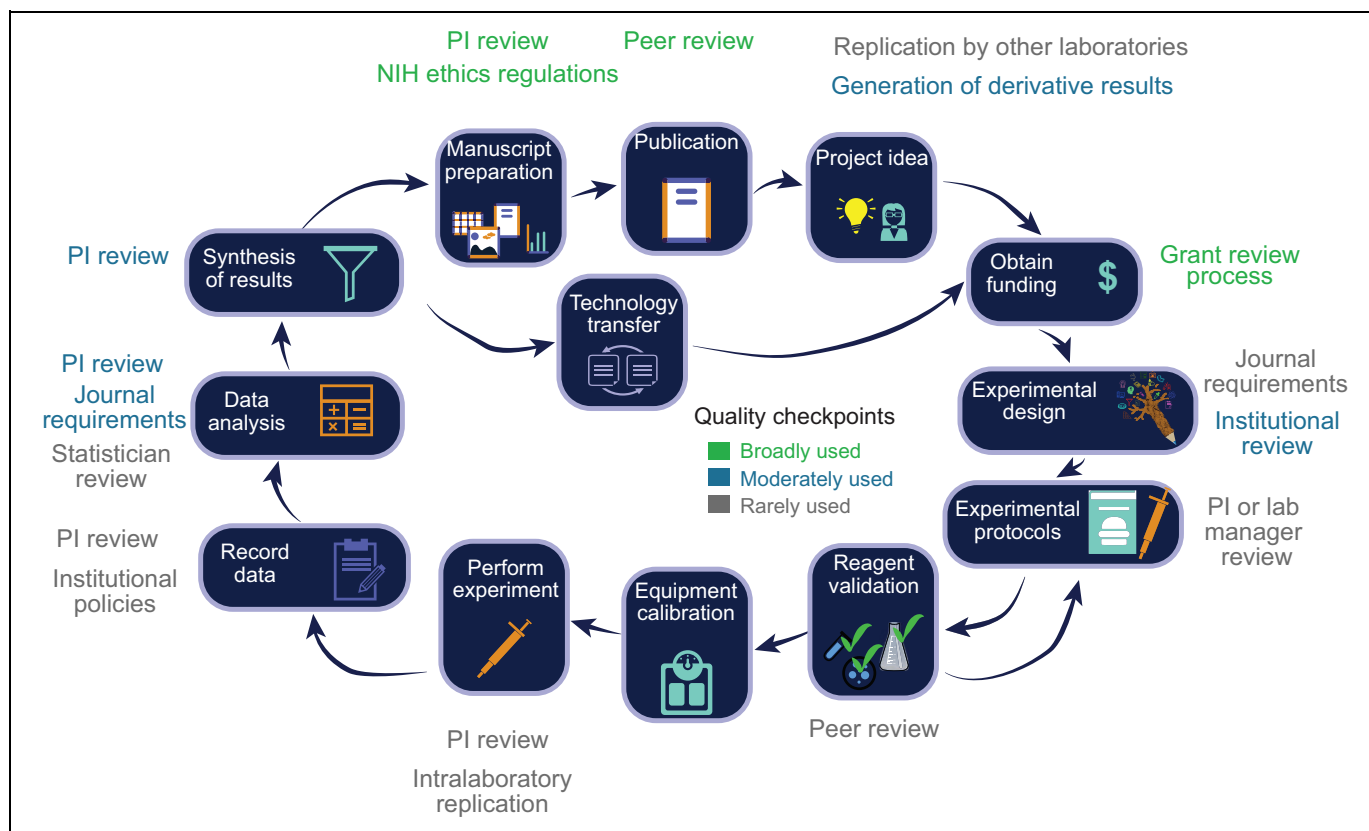 PI review
NIH ethics regulations
Peer review
Replication by other laboratories
Generation of derivative results
Manuscript
preparation
Publication
Project idea
PI review
Synthesis
of results
Technology
transfer
Obtain
funding
$
Grant review
process
PI review
Journal
requirements
Statistician
review
Data
analysis
+ -
× =
Quality checkpoints
Broadly used
Moderately used
Rarely used
Experimental
design
Journal
requirements
Institutional
review
PI review
Institutional
policies
Record
data
Perform
experiment
Equipment
calibration
Reagent
validation
Experimental
protocols
PI or lab
manager
review
PI review
Intralaboratory
replication
Peer review